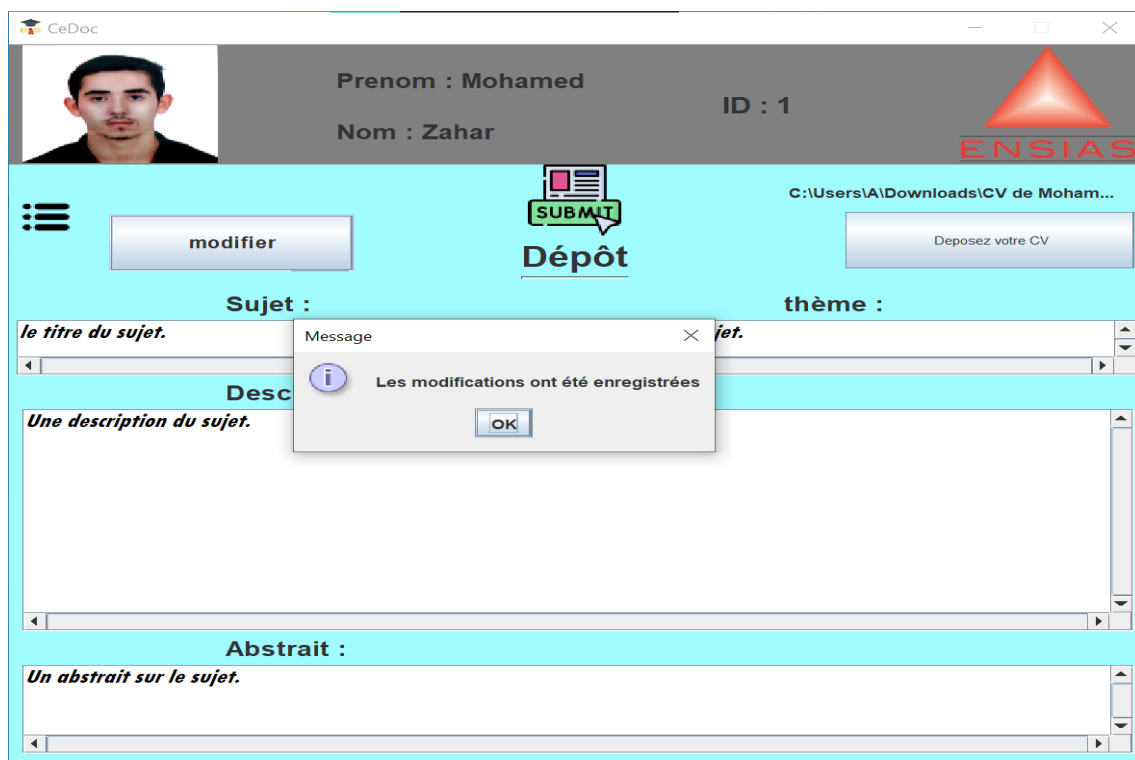 CeDoc
Prenom : Mohamed
Nom : Zahar
ID : 1
ENSIAS
C:\Users\A\Downloads\CV de Moham...
SUBMIT
modifier
Dépôt
Deposez votre CV
Sujet :
thème :
le titre du sujet.
jet.
Message
Les modifications ont été enregistrées
OK
Desc
Une description du sujet.
Abstrait :
Un abstrait sur le sujet.